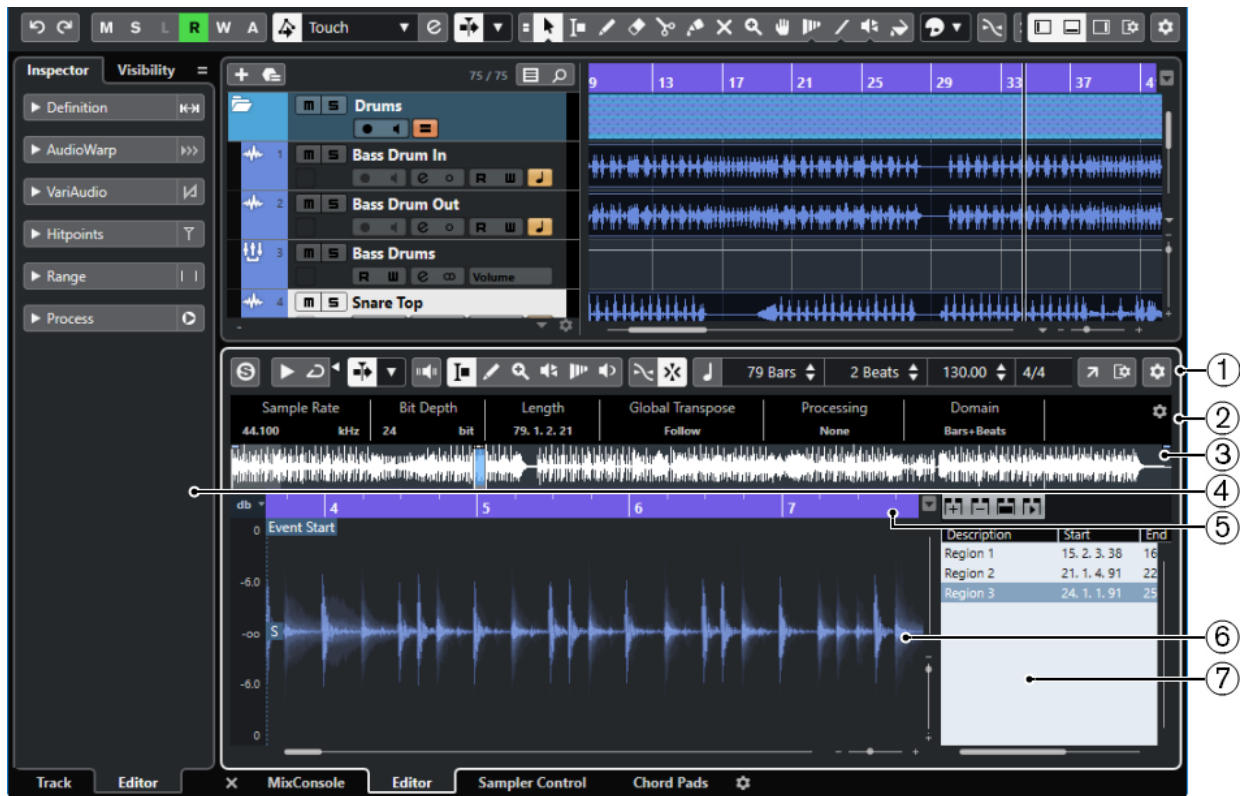 M S L R W A Touch
Inspector Visibility
75 / 75
9 13 17 21 25 29 33 37 4
Definition
Drums
m S
AudioWarp
1 m S Bass Drum In
e R W
VariAudio
2 m S Bass Drum Out
e R W
Hitpoints
3 m S Bass Drums
R W e Volume
Range
4 m S Snare Top
Process
-
S 79 Bars 2 Beats 130.00 4/4
1
Sample Rate Bit Depth Length Global Transpose Processing Domain
44.100 kHz 24 bit 79. 1. 2. 21 Follow None Bars+Beats
2
3
4
db 4 5 6 7
5
Description Start End
0 Event Start
Region 1 15. 2. 3. 38 16
Region 2 21. 1. 4. 91 22
-6.0
Region 3 24. 1. 1. 91 25
-oo S
6
-6.0
7
0
Track Editor MixConsole Editor Sampler Control Chord Pads